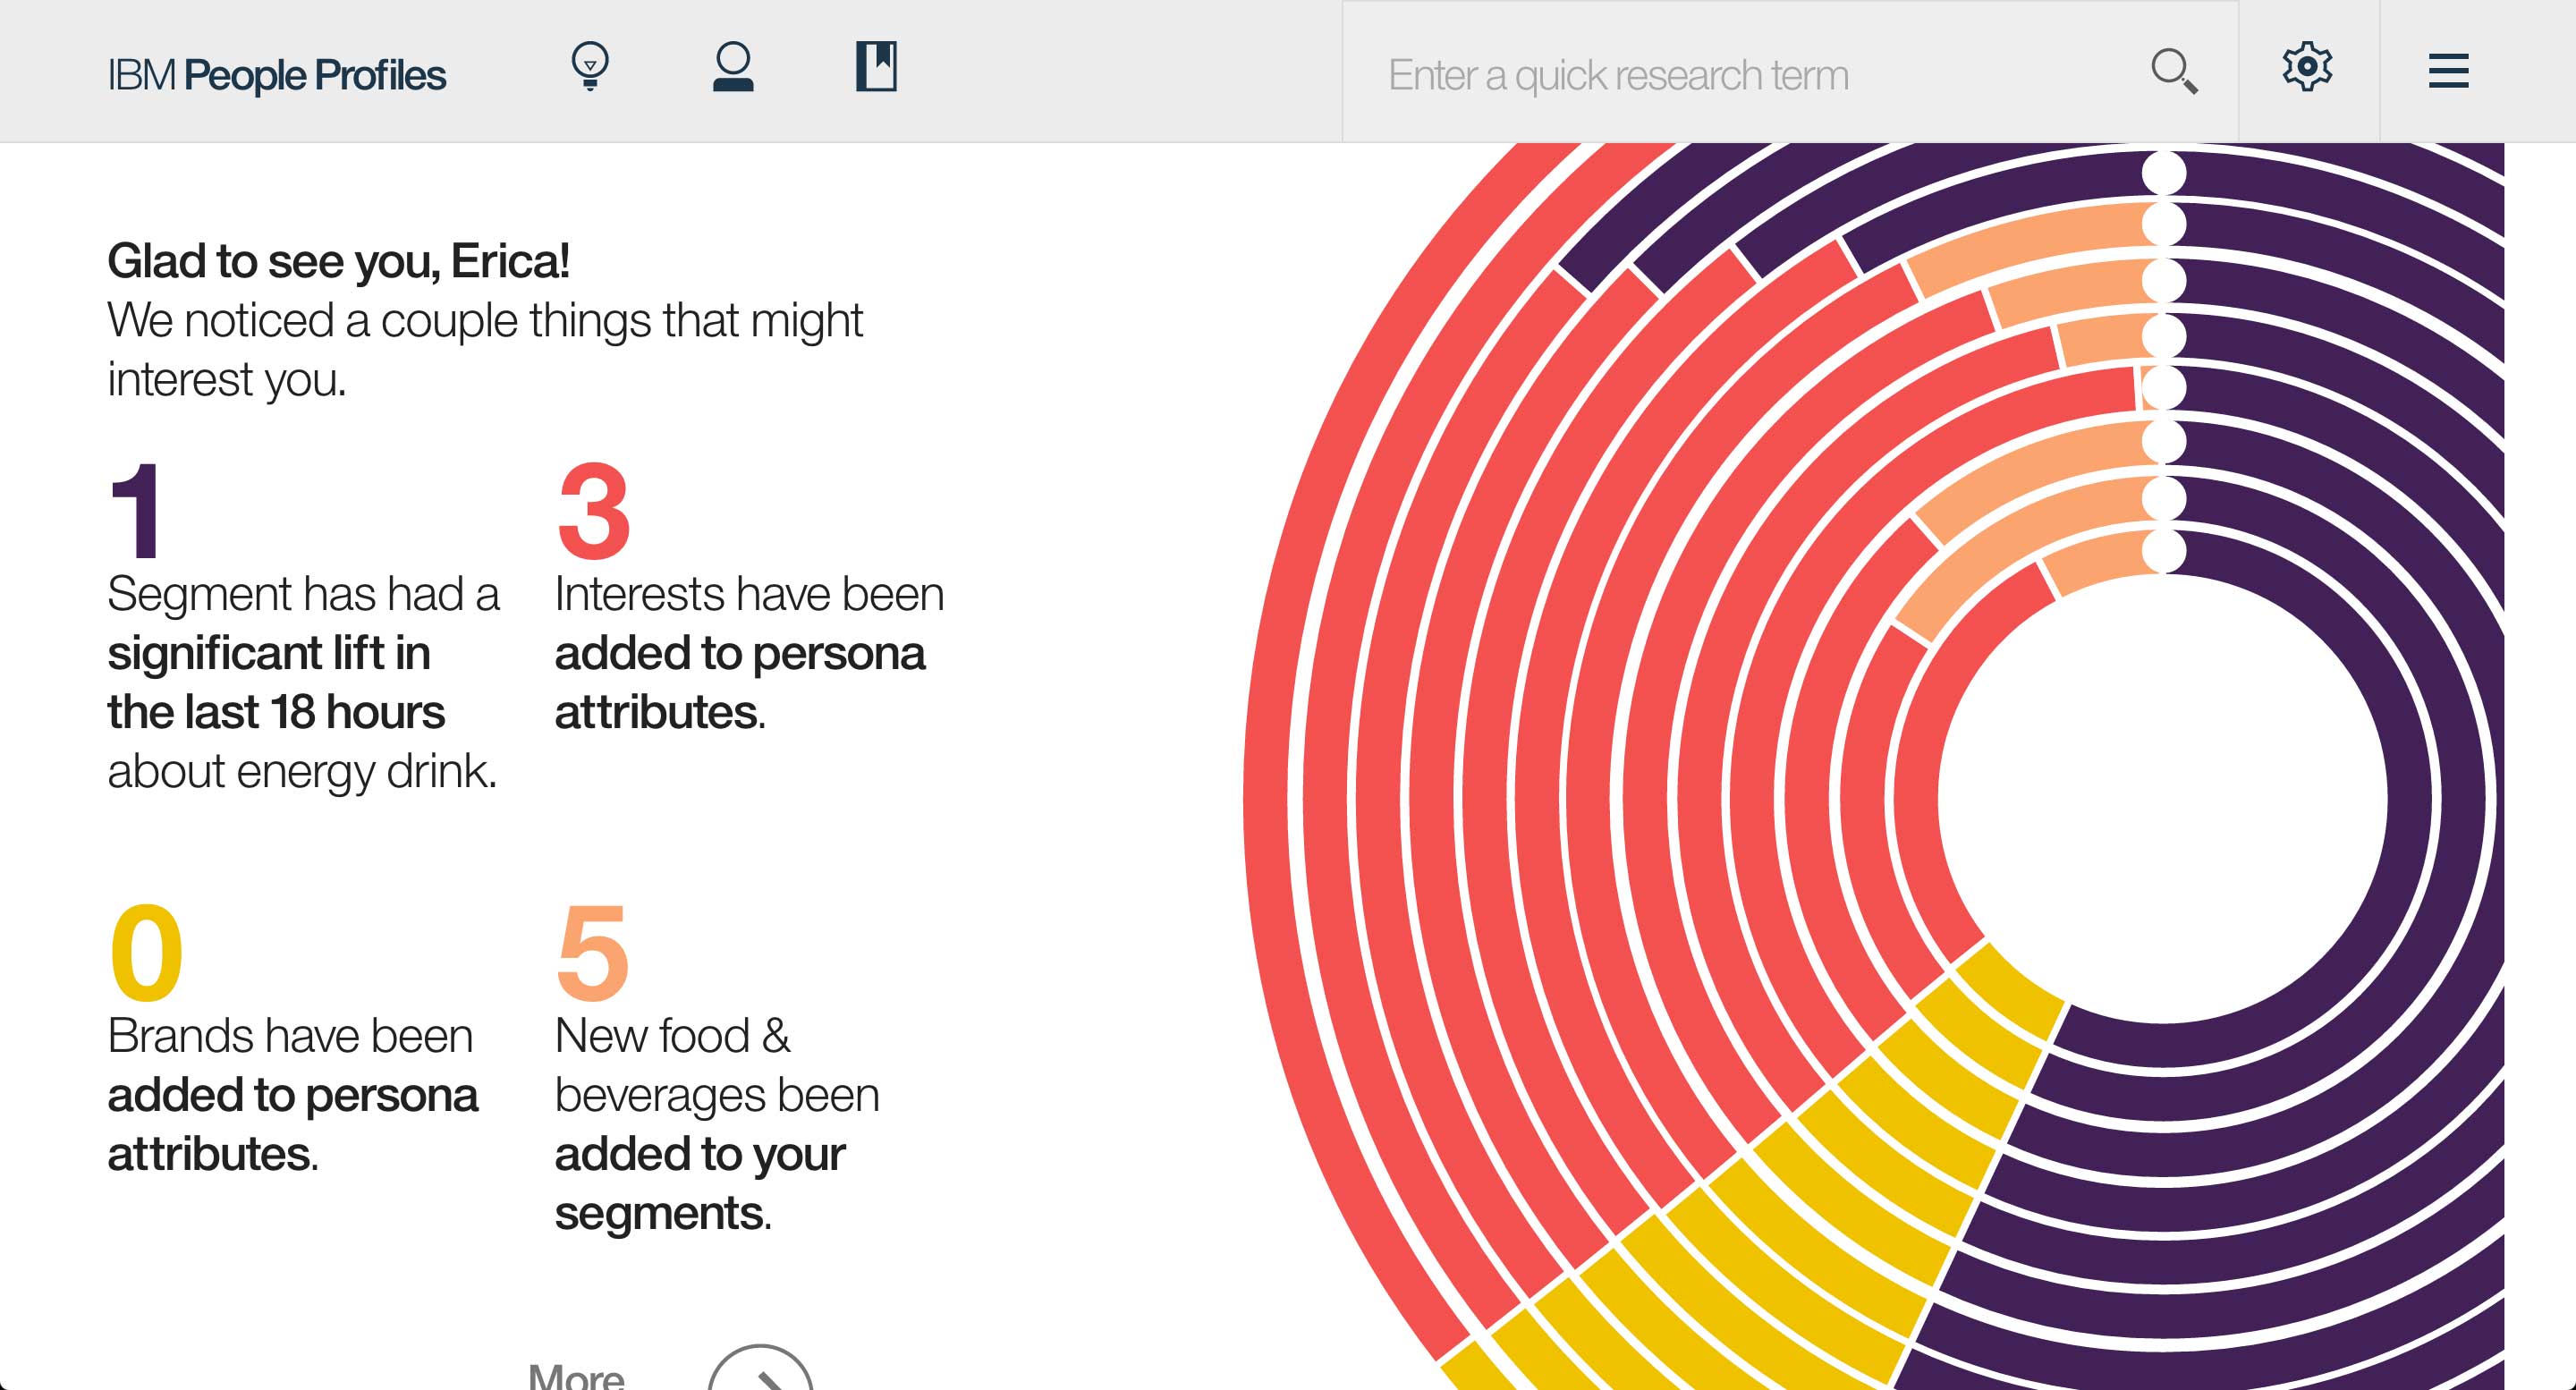 IBM People Profiles
Enter a quick research term
Glad to see you, Erica!
We noticed a couple things that might
interest you.
1
Segment has had a
significant lift in
the last 18 hours
about energy drink.
3
Interests have been
added to persona
attributes.
0
Brands have been
added to persona
attributes.
5
New food &
beverages been
added to your
segments.
More